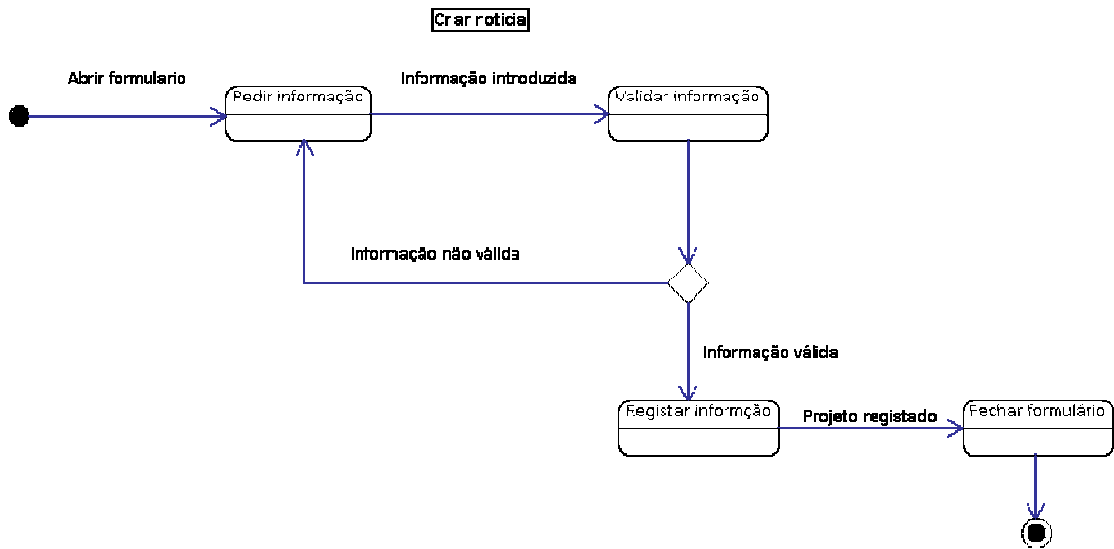 Crar roticia
Abrir formulario
Informação introduzida
Pedir informação
Validar informação
Informação não válida
Informação válida
Registar informção
Projeto registado
Fechar formulário